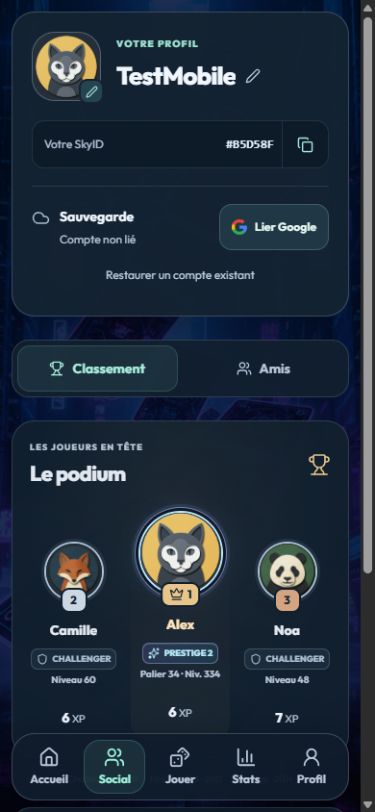 VOTRE PROFIL
TestMobile
Votre SkyID #B5D58F
Sauvegarde
Compte non lié
Lier Google
Restaurer un compte existant
Classement Amis
LES JOUEURS EN TÊTE
Le podium
2 1 3
Camille Alex Noa
CHALLENGER PRESTIGE 2 CHALLENGER
Niveau 60 Palier 34 · Niv. 334 Niveau 48
6 XP 6 XP 7 XP
Accueil Social Jouer Stats Profil